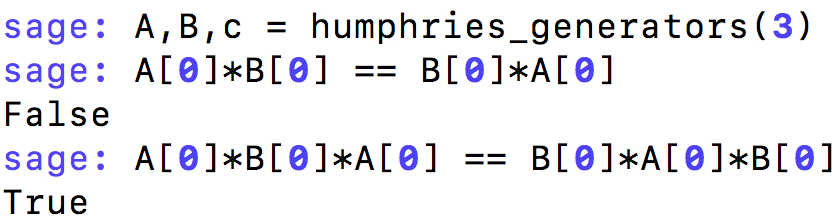 sage: A,B,c = humphries_generators(3)
sage: A[0]*B[0] == B[0]*A[0]
False
sage: A[0]*B[0]*A[0] == B[0]*A[0]*B[0]
True